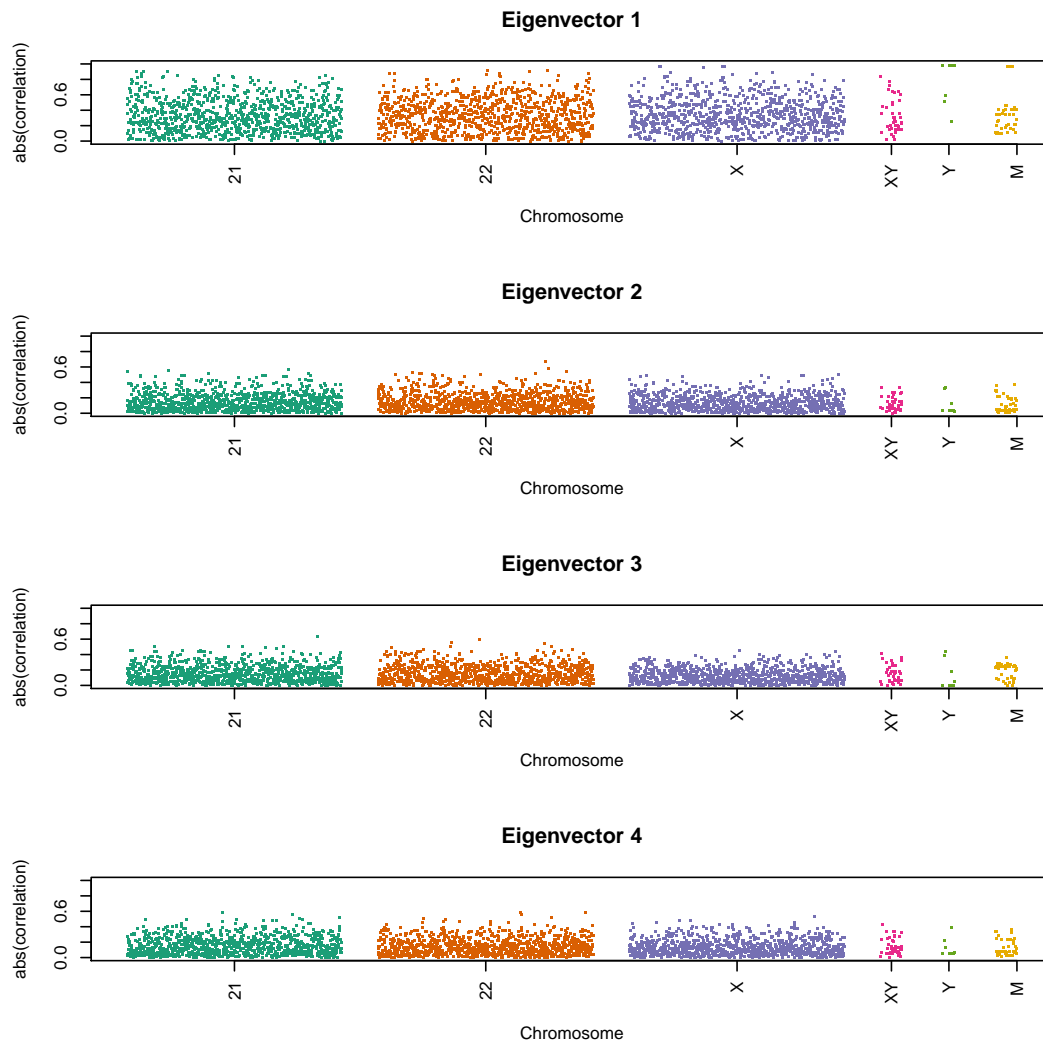 Eigenvector 1
abs(correlation)
0.6
0.0
21 22 X XY Y M
Chromosome
Eigenvector 2
abs(correlation)
0.6
0.0
21 22 X XY Y M
Chromosome
Eigenvector 3
abs(correlation)
0.6
0.0
21 22 X XY Y M
Chromosome
Eigenvector 4
abs(correlation)
0.6
0.0
21 22 X XY Y M
Chromosome